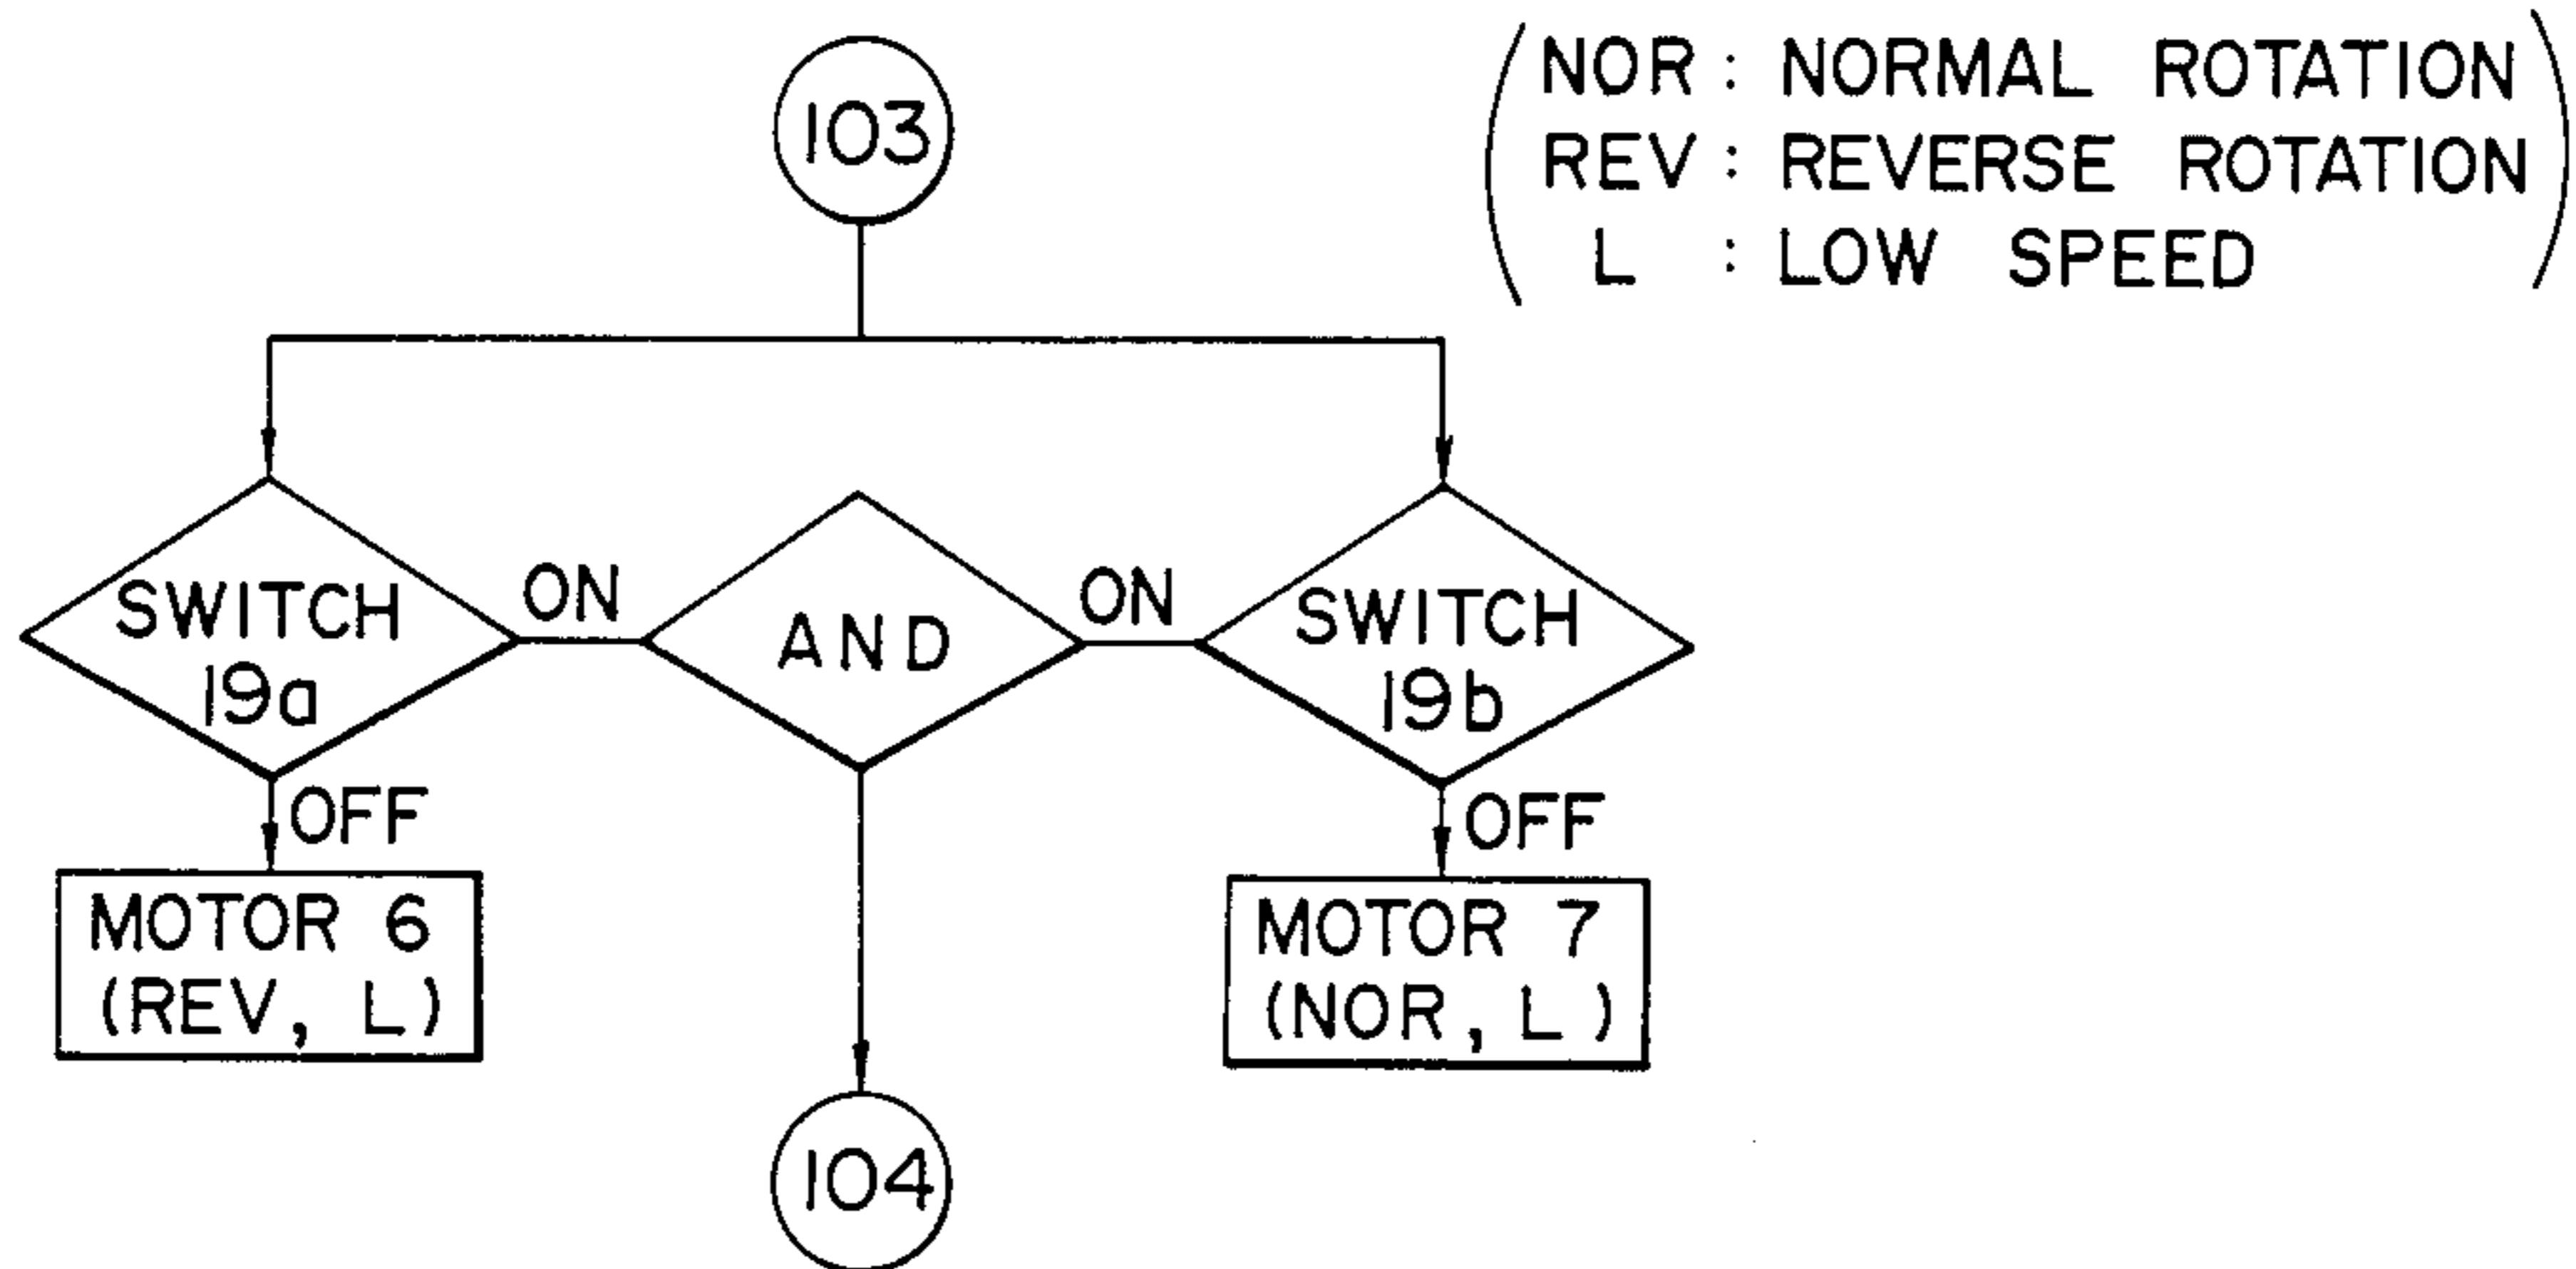 103
NOR : NORMAL ROTATION
REV : REVERSE ROTATION
L : LOW SPEED
SWITCH
19a
ON
AND
ON
SWITCH
19b
OFF
OFF
MOTOR 6
(REV, L)
MOTOR 7
(NOR, L)
104